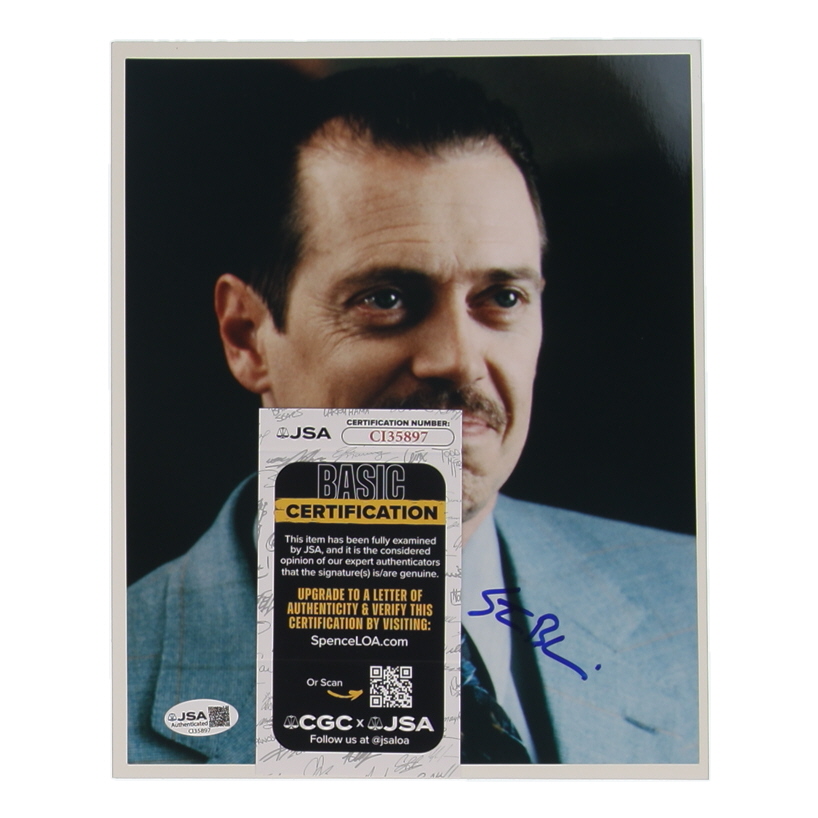 JSA
CERTIFICATION NUMBER:
CI35897
BASIC
CERTIFICATION
This item has been fully examined
by JSA, and it is the considered
opinion of our expert authenticators
that the signature(s) is/are genuine.
UPGRADE TO A LETTER OF
AUTHENTICITY & VERIFY THIS
CERTIFICATION BY VISITING:
SpenceLOA.com
Or Scan
CGC x JSA
Follow us at @jsaloa
JSA
Authenticated
CI35897